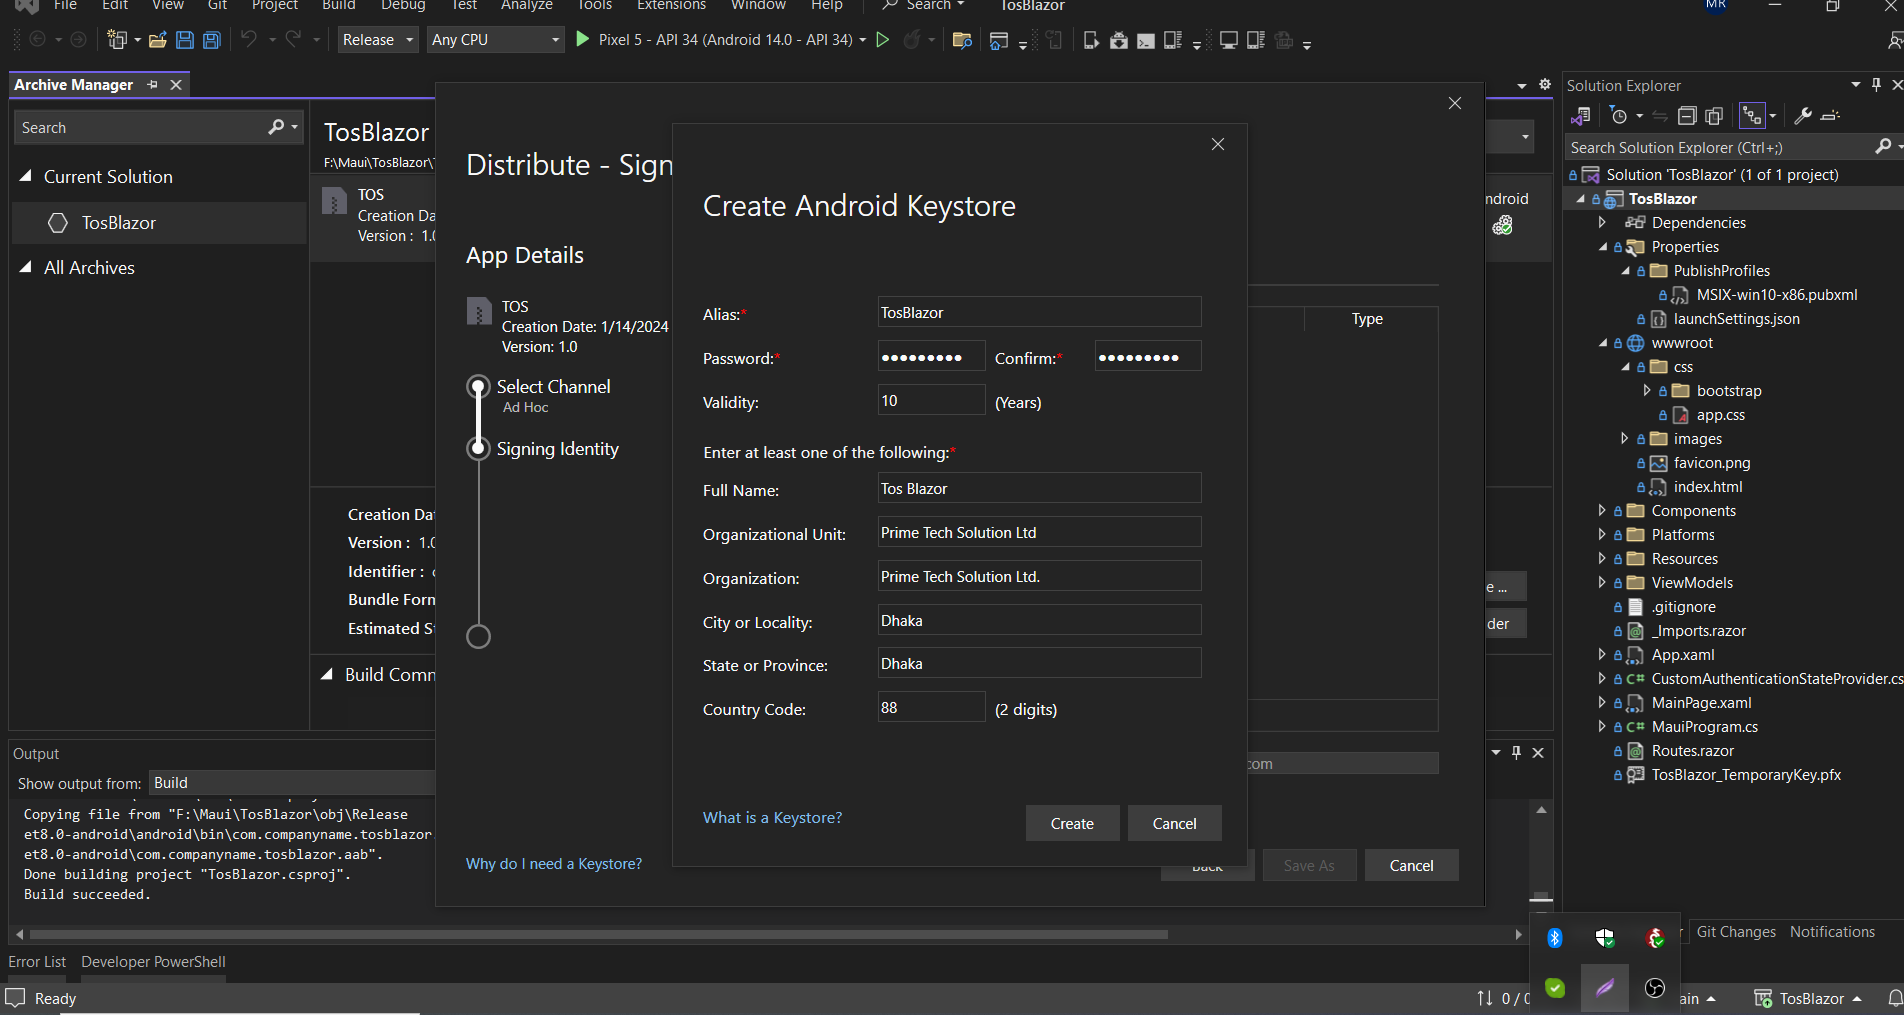 File Edit View Git Project Build Debug Test Analyze Tools Extensions Window Help Search TosBlazor MR
Release Any CPU Pixel 5 - API 34 (Android 14.0 - API 34)
Archive Manager
Search
Current Solution
TosBlazor
All Archives
TosBlazor
F:\Maui\TosBlazor\
TOS
Creation Da
Version : 1.0
Creation Da
Version : 1.0
Identifier :
Bundle Form
Estimated S
Build Comm
Distribute - Sign
App Details
TOS
Creation Date: 1/14/2024
Version: 1.0
Select Channel
Ad Hoc
Signing Identity
Why do I need a Keystore?
Create Android Keystore
Alias:* TosBlazor
Password:* ●●●●●●●●● Confirm:* ●●●●●●●●●
Validity: 10 (Years)
Enter at least one of the following:*
Full Name: Tos Blazor
Organizational Unit: Prime Tech Solution Ltd
Organization: Prime Tech Solution Ltd.
City or Locality: Dhaka
State or Province: Dhaka
Country Code: 88 (2 digits)
What is a Keystore?
Create Cancel
Type
com
Back Save As Cancel
ndroid
e ...
der
Output
Show output from: Build
Copying file from "F:\Maui\TosBlazor\obj\Release
et8.0-android\android\bin\com.companyname.tosblazor.
et8.0-android\com.companyname.tosblazor.aab".
Done building project "TosBlazor.csproj".
Build succeeded.
Error List Developer PowerShell
Ready
Solution Explorer
Search Solution Explorer (Ctrl+;)
Solution 'TosBlazor' (1 of 1 project)
TosBlazor
Dependencies
Properties
PublishProfiles
MSIX-win10-x86.pubxml
launchSettings.json
wwwroot
css
bootstrap
app.css
images
favicon.png
index.html
Components
Platforms
Resources
ViewModels
.gitignore
_Imports.razor
App.xaml
CustomAuthenticationStateProvider.cs
MainPage.xaml
MauiProgram.cs
Routes.razor
TosBlazor_TemporaryKey.pfx
Git Changes Notifications
0 / 0 ain TosBlazor